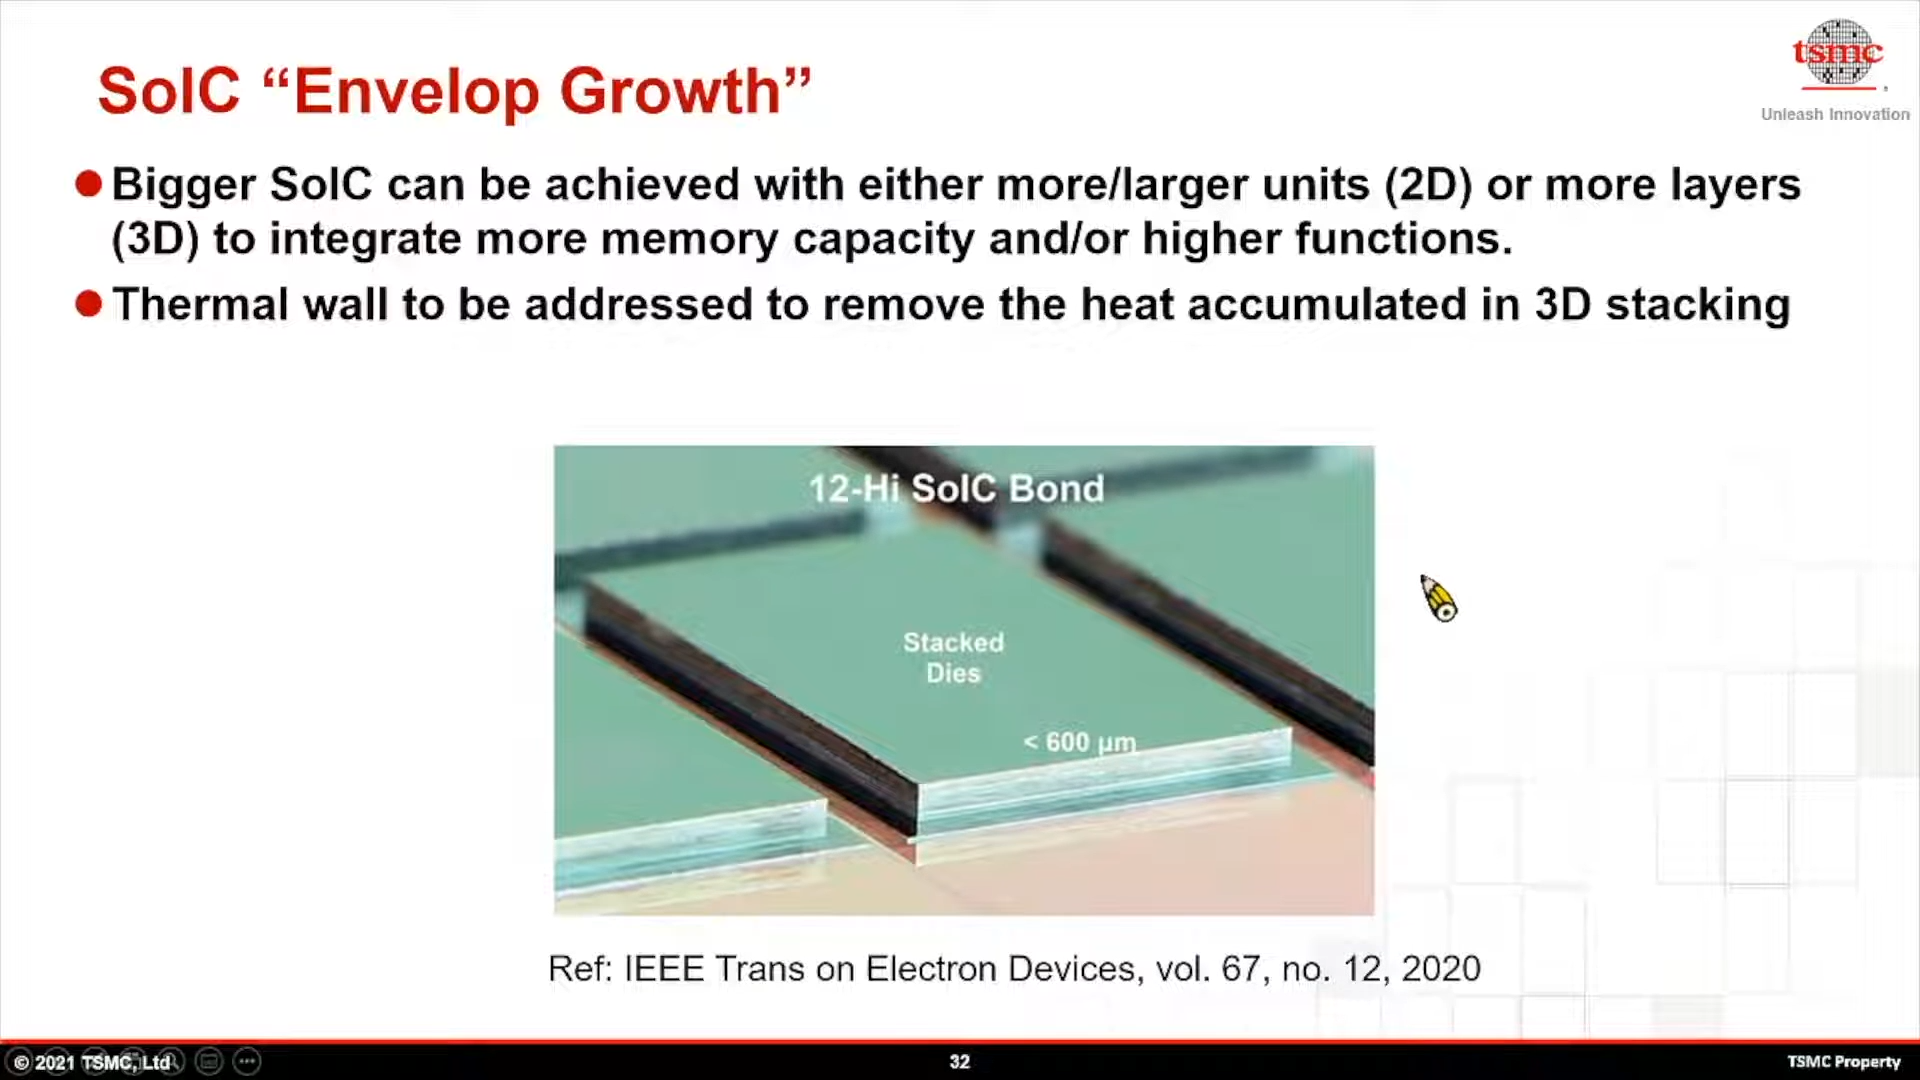 tsmc
Unleash Innovation
SoIC “Envelop Growth”
Bigger SoIC can be achieved with either more/larger units (2D) or more layers
(3D) to integrate more memory capacity and/or higher functions.
Thermal wall to be addressed to remove the heat accumulated in 3D stacking
12-Hi SoIC Bond
Stacked
Dies
< 600 μm
Ref: IEEE Trans on Electron Devices, vol. 67, no. 12, 2020
© 2021 TSMC, Ltd
32
TSMC Property